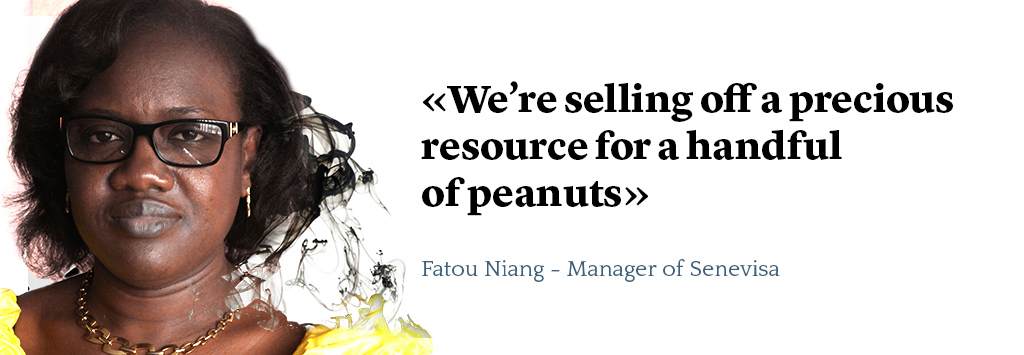 «We’re selling off a precious
resource for a handful
of peanuts»
Fatou Niang - Manager of Senevisa